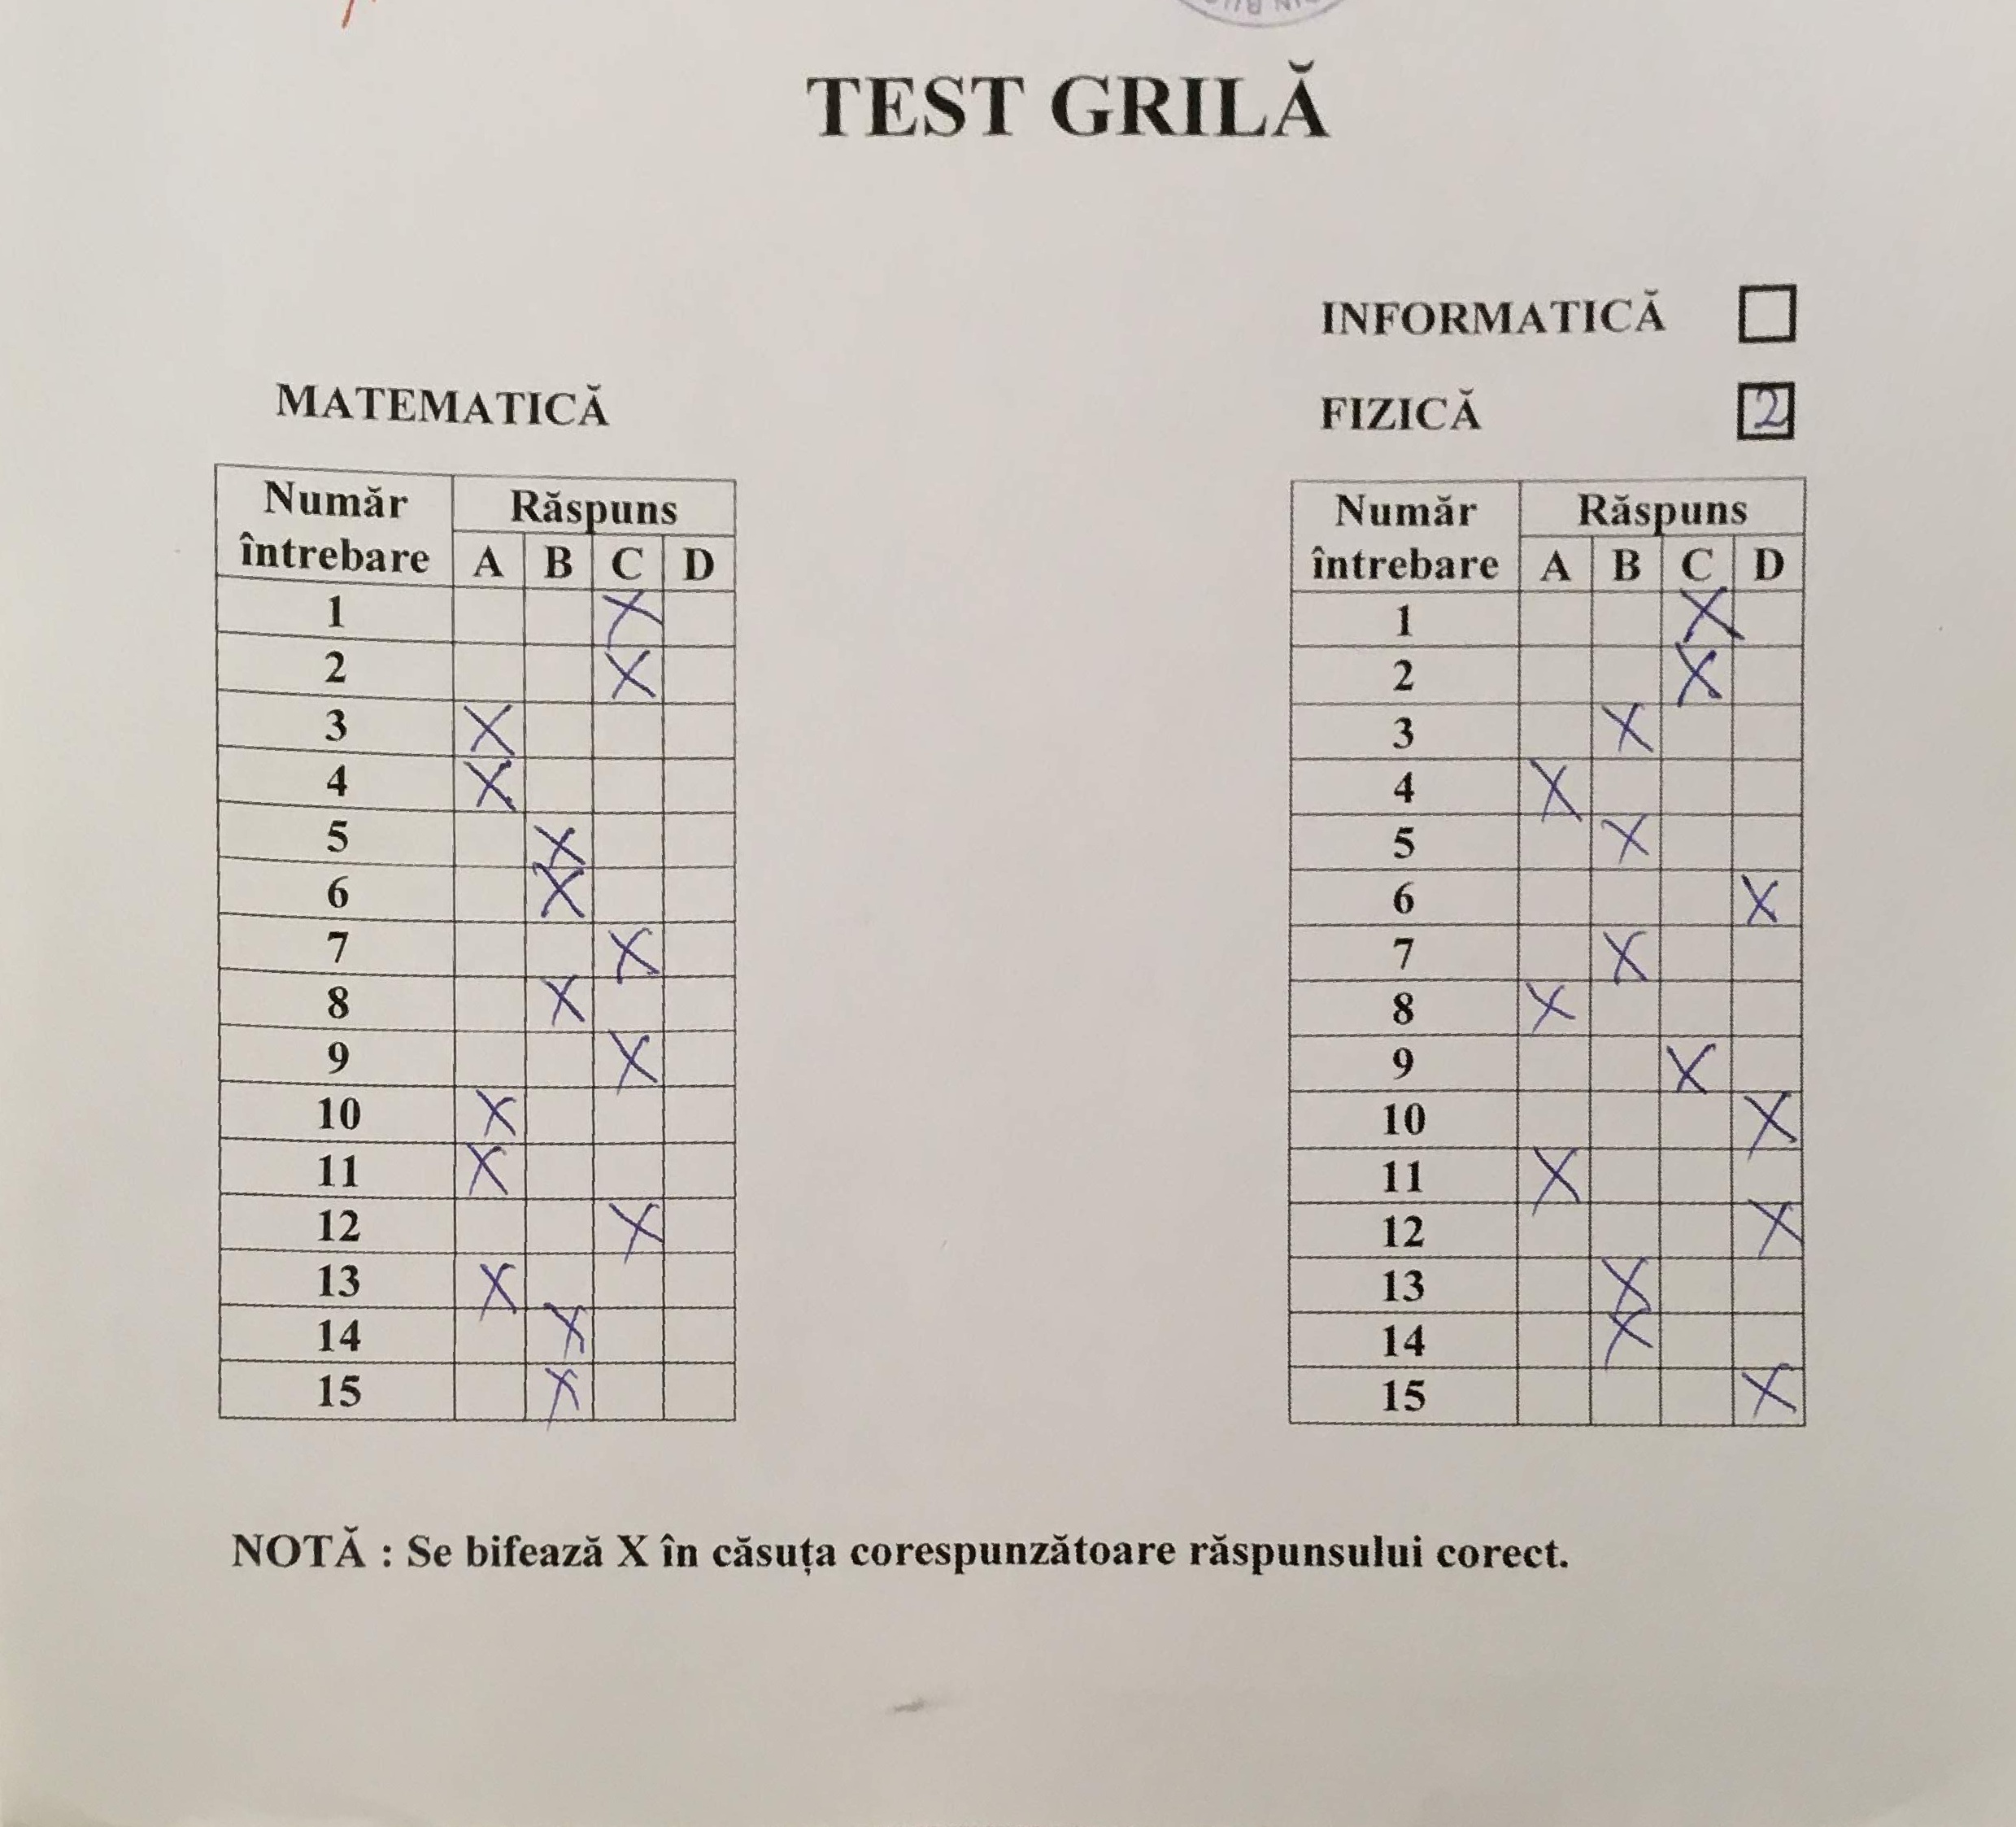 TEST GRILĂ
INFORMATICĂ
MATEMATICĂ
FIZICĂ 2
Număr întrebare Răspuns
A B C D
1 X
2 X
3 X
4 X
5 X
6 X
7 X
8 X
9 X
10 X
11 X
12 X
13 X
14 X
15 X
Număr întrebare Răspuns
A B C D
1 X
2 X
3 X
4 X
5 X
6 X
7 X
8 X
9 X
10 X
11 X
12 X
13 X
14 X
15 X
NOTĂ : Se bifează X în căsuța corespunzătoare răspunsului corect.